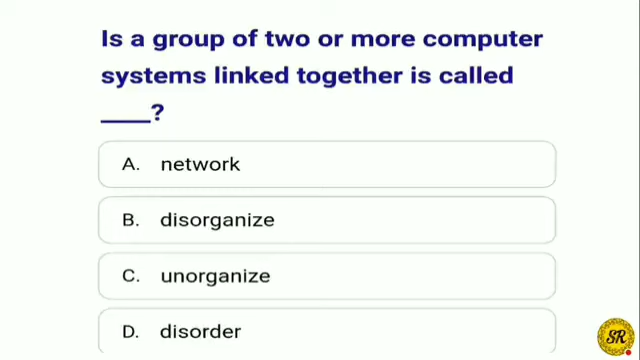 Is a group of two or more computer
systems linked together is called
____?
A. network
B. disorganize
C. unorganize
D. disorder
SR